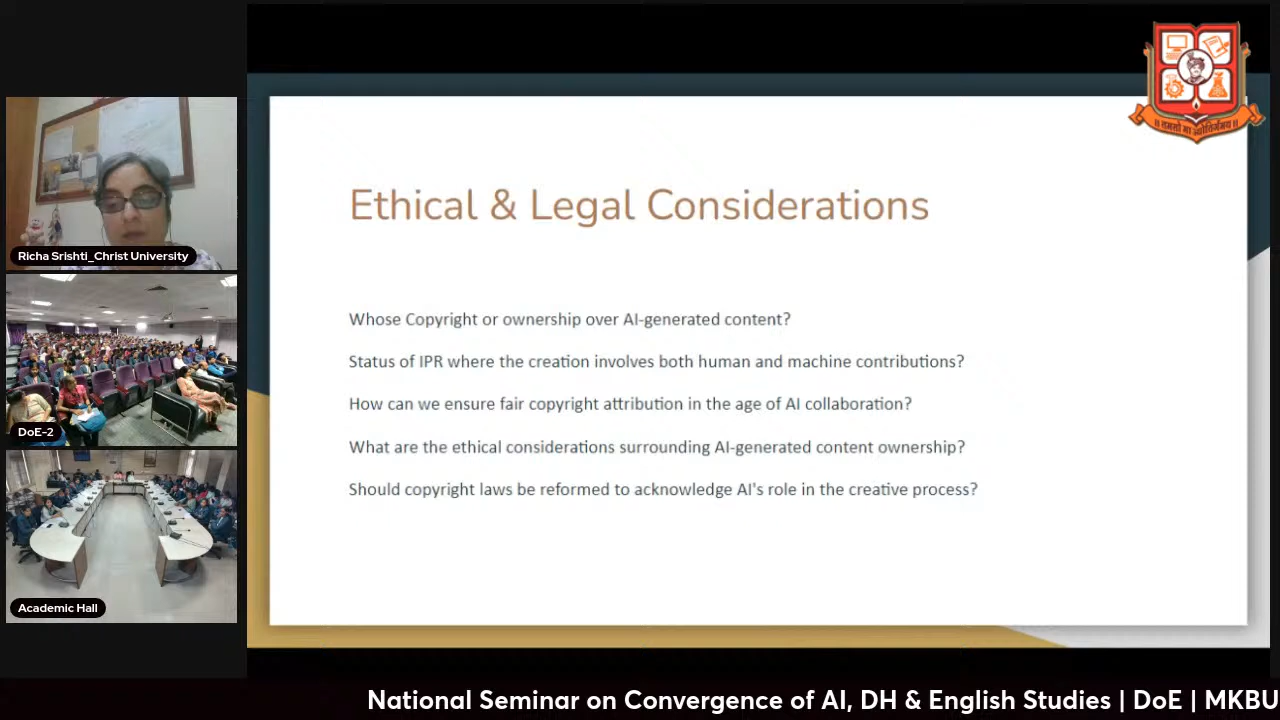 Richa Srishti_Christ University
DoE-2
Academic Hall
Ethical & Legal Considerations
Whose Copyright or ownership over AI-generated content?
Status of IPR where the creation involves both human and machine contributions?
How can we ensure fair copyright attribution in the age of AI collaboration?
What are the ethical considerations surrounding AI-generated content ownership?
Should copyright laws be reformed to acknowledge AI's role in the creative process?
॥ तमसो मा ज्योतिर्गमय ॥
National Seminar on Convergence of AI, DH & English Studies | DoE | MKBU